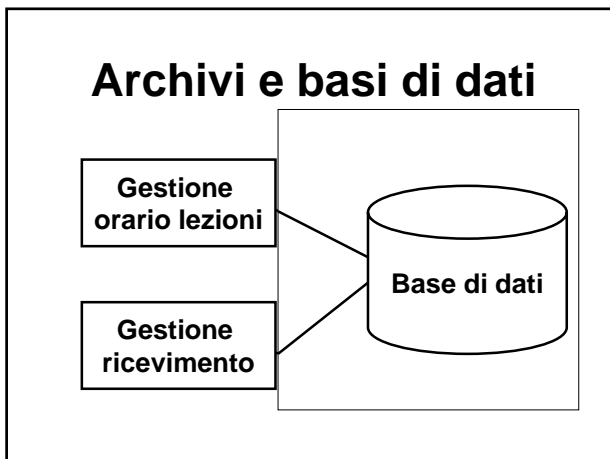 Archivi e basi di dati
Gestione
orario lezioni
Base di dati
Gestione
ricevimento